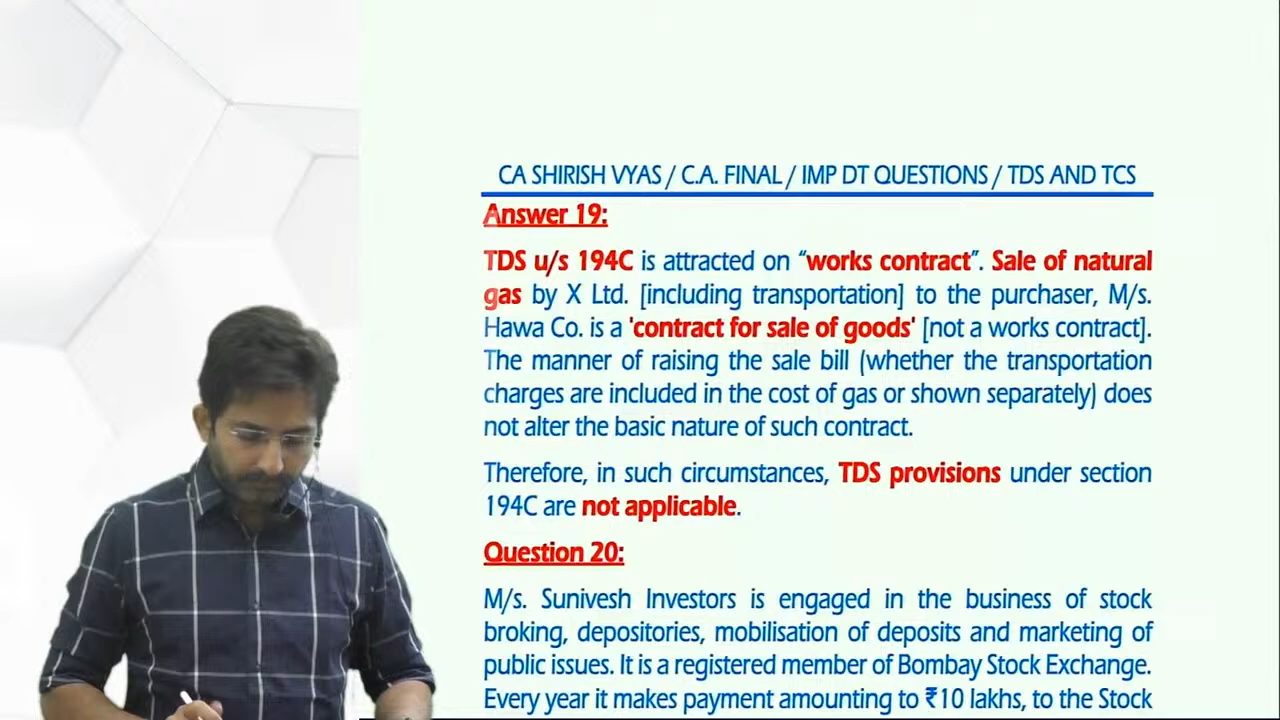 CA SHIRISH VYAS / C.A. FINAL / IMP DT QUESTIONS / TDS AND TCS
Answer 19:
TDS u/s 194C is attracted on “works contract”. Sale of natural
gas by X Ltd. [including transportation] to the purchaser, M/s.
Hawa Co. is a 'contract for sale of goods' [not a works contract].
The manner of raising the sale bill (whether the transportation
charges are included in the cost of gas or shown separately) does
not alter the basic nature of such contract.
Therefore, in such circumstances, TDS provisions under section
194C are not applicable.
Question 20:
M/s. Sunivesh Investors is engaged in the business of stock
broking, depositories, mobilisation of deposits and marketing of
public issues. It is a registered member of Bombay Stock Exchange.
Every year it makes payment amounting to ₹10 lakhs, to the Stock